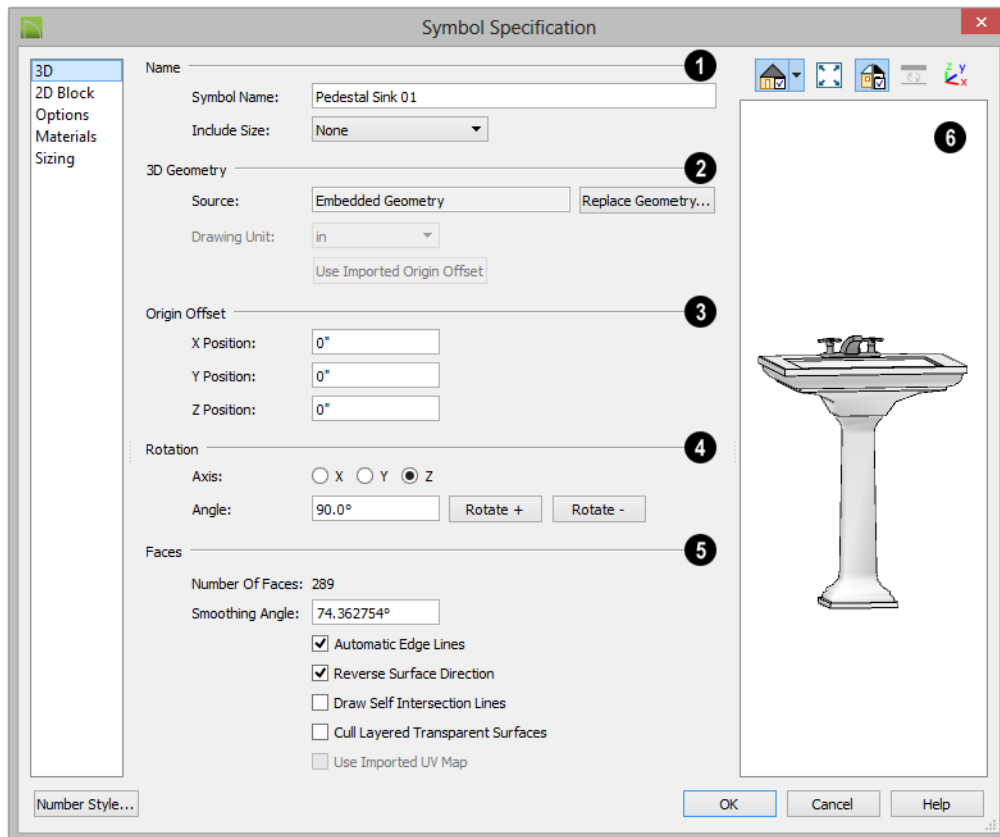 Symbol Specification
3D
2D Block
Options
Materials
Sizing
Name
1
Symbol Name: Pedestal Sink 01
Include Size: None
3D Geometry
2
Source: Embedded Geometry Replace Geometry...
Drawing Unit: in
Use Imported Origin Offset
Origin Offset
3
X Position: 0"
Y Position: 0"
Z Position: 0"
Rotation
4
Axis: X Y Z
Angle: 90.0° Rotate + Rotate -
Faces
5
Number Of Faces: 289
Smoothing Angle: 74.362754°
Automatic Edge Lines
Reverse Surface Direction
Draw Self Intersection Lines
Cull Layered Transparent Surfaces
Use Imported UV Map
z y x
6
Number Style... OK Cancel Help